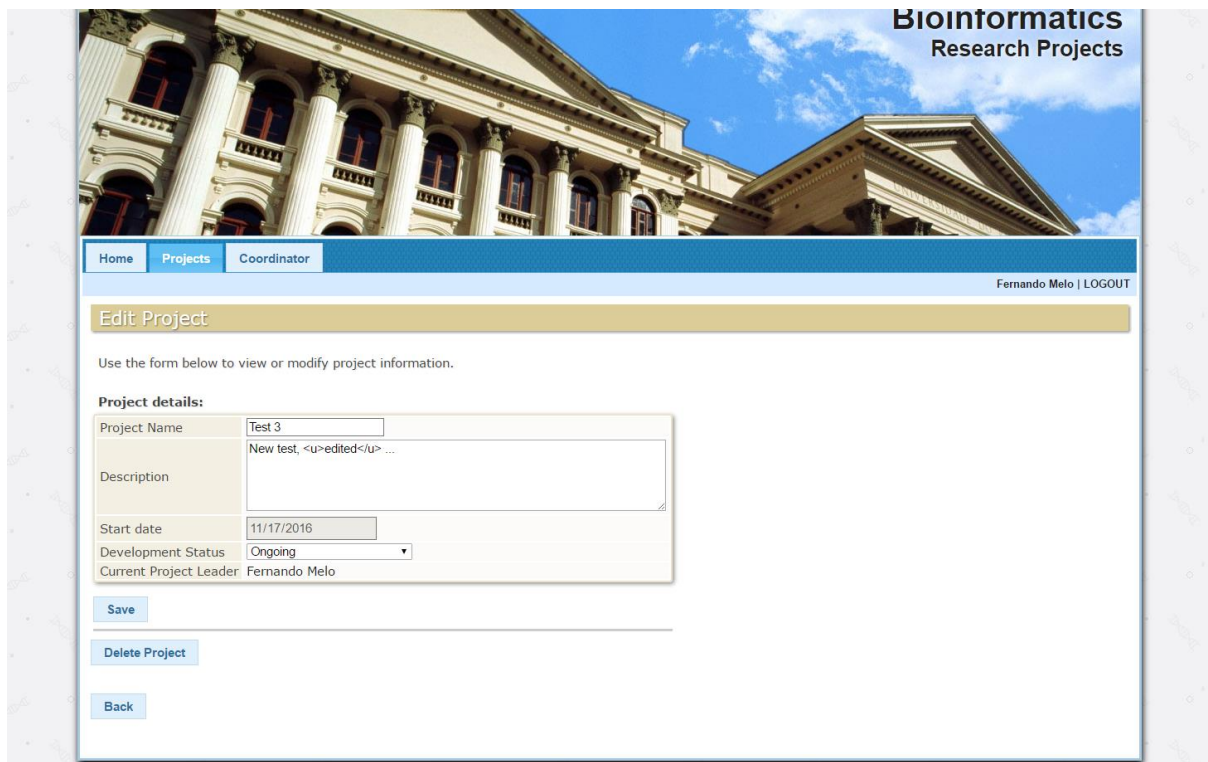 Bioinformatics
Research Projects
Home Projects Coordinator
Fernando Melo | LOGOUT
Edit Project
Use the form below to view or modify project information.
Project details:
Project Name Test 3
Description New test, <u>edited</u> ...
Start date 11/17/2016
Development Status Ongoing
Current Project Leader Fernando Melo
Save
Delete Project
Back